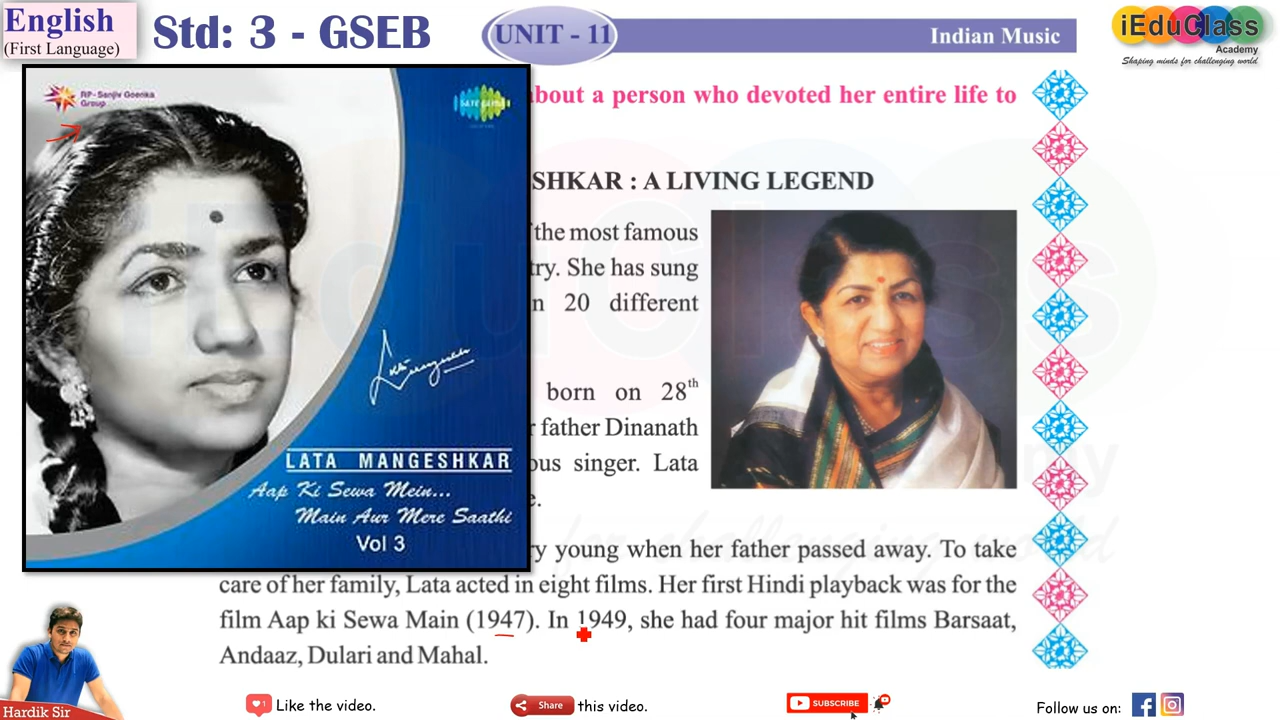 English
(First Language)
Std: 3 - GSEB
UNIT - 11
Indian Music
iEduClass
Academy
Shaping minds for challenging world
RP-Sanjiv Goenka
Group
SAREGAMA
about a person who devoted her entire life to
SHKAR : A LIVING LEGEND
the most famous
try. She has sung
n 20 different
born on 28th
r father Dinanath
ous singer. Lata
e.
LATA MANGESHKAR
Aap Ki Sewa Mein...
Main Aur Mere Saathi
Vol 3
ry young when her father passed away. To take
care of her family, Lata acted in eight films. Her first Hindi playback was for the
film Aap ki Sewa Main (1947). In 1949, she had four major hit films Barsaat,
Andaaz, Dulari and Mahal.
Hardik Sir
1
Like the video.
Share this video.
SUBSCRIBE
Follow us on: